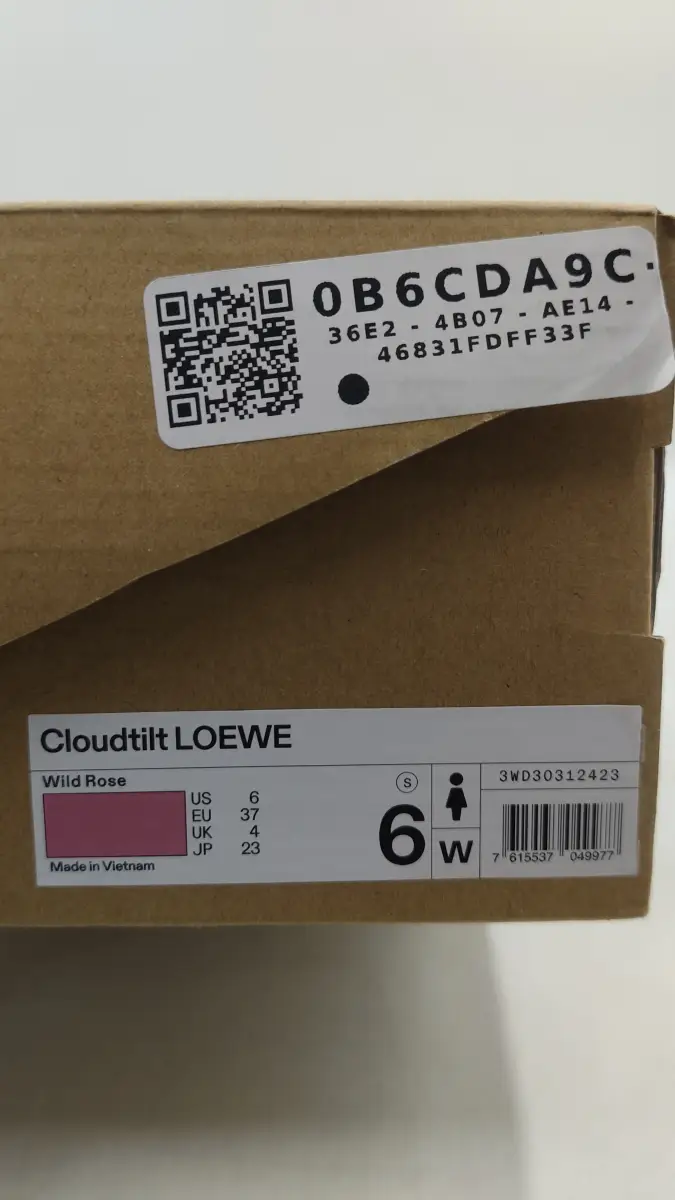 0B6CDA9C-
36E2 - 4B07 - AE14 -
46831FDFF33F
Cloudtilt LOEWE
Wild Rose
US 6
EU 37
UK 4
JP 23
Made in Vietnam
S
6
W
3WD30312423
7 615537 049977